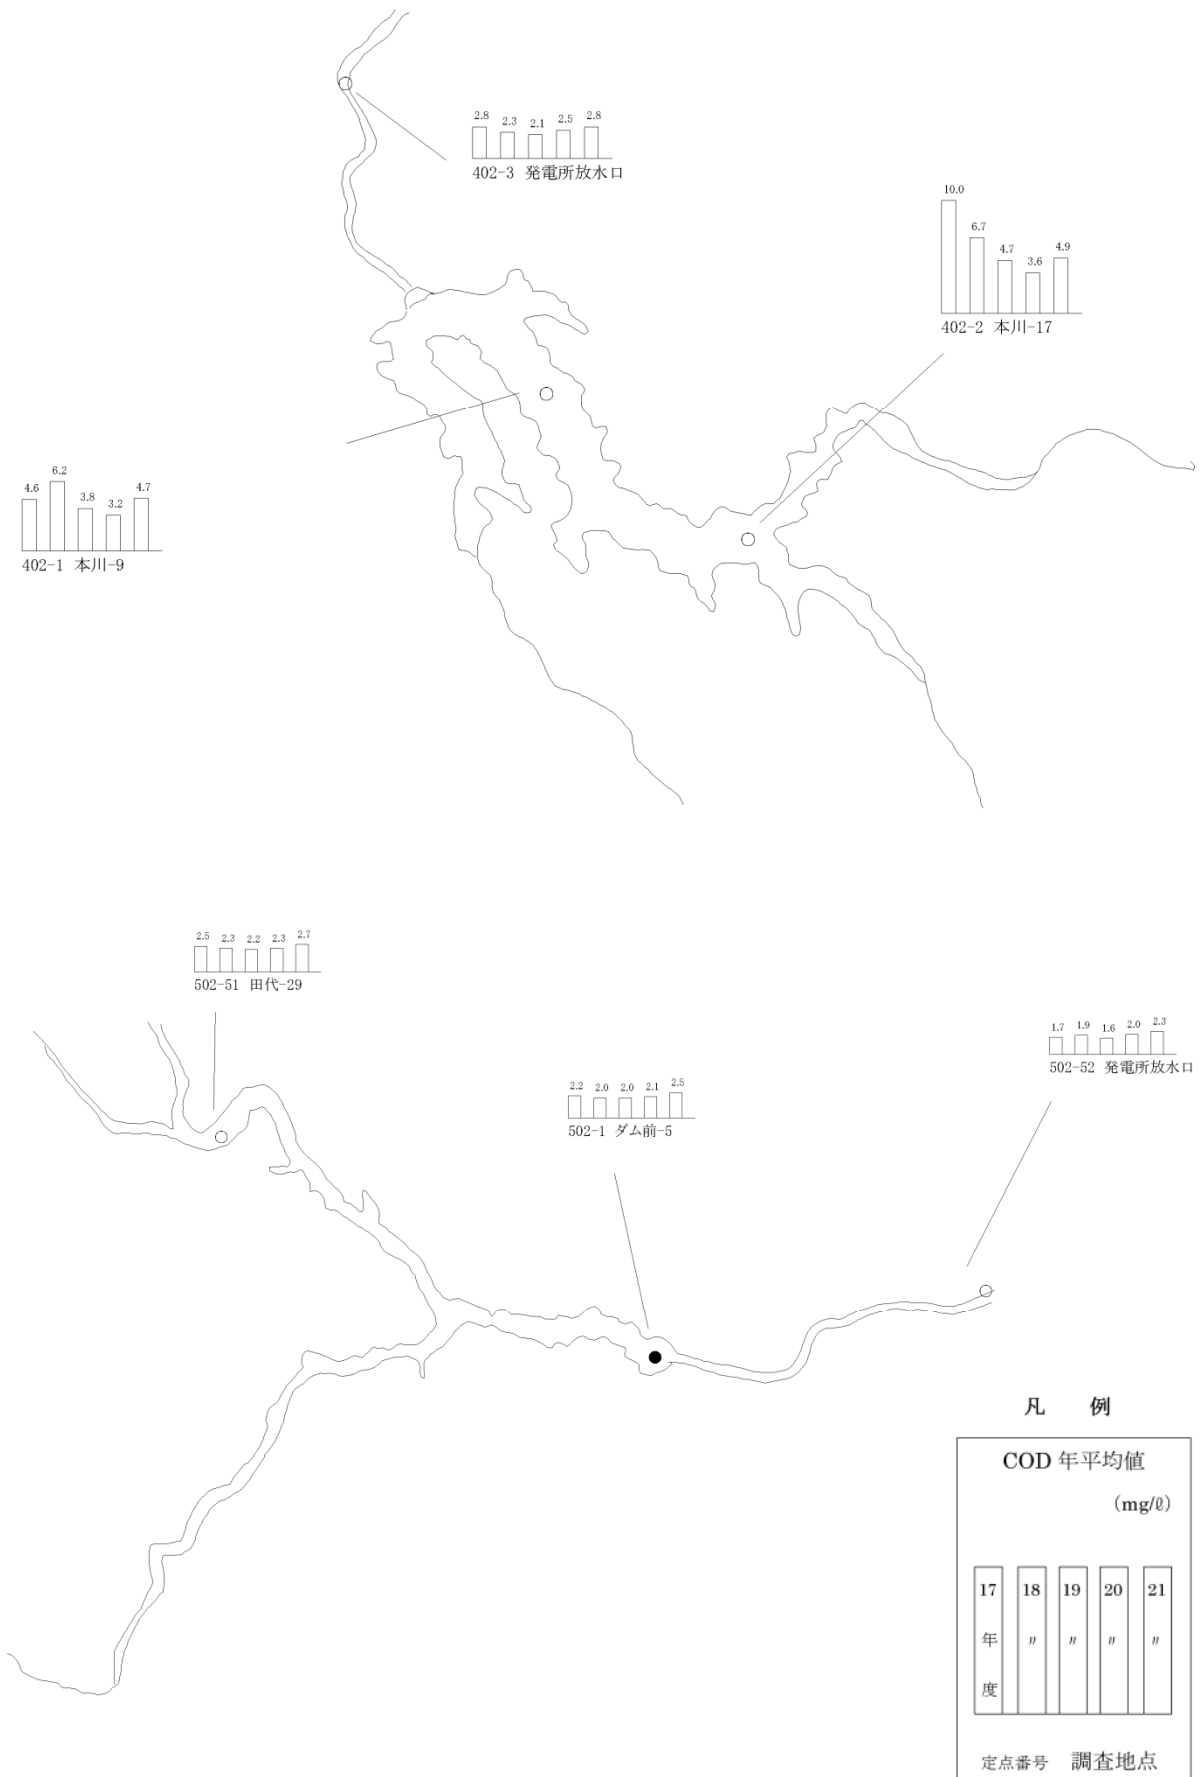 2.8 2.3 2.1 2.5 2.8
402-3 発電所放水口
10.0 6.7 4.7 3.6 4.9
402-2 本川-17
4.6 6.2 3.8 3.2 4.7
402-1 本川-9
2.5 2.3 2.2 2.3 2.7
502-51 田代-29
1.7 1.9 1.6 2.0 2.3
502-52 発電所放水口
2.2 2.0 2.0 2.1 2.5
502-1 ダム前-5
凡 例
COD 年平均値
(mg/ℓ)
17 18 19 20 21
年 〃 〃 〃 〃
度
定点番号 調査地点